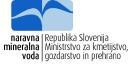 naravna
mineralna
voda
Republika Slovenija
Ministrstvo za kmetijstvo,
gozdarstvo in prehrano